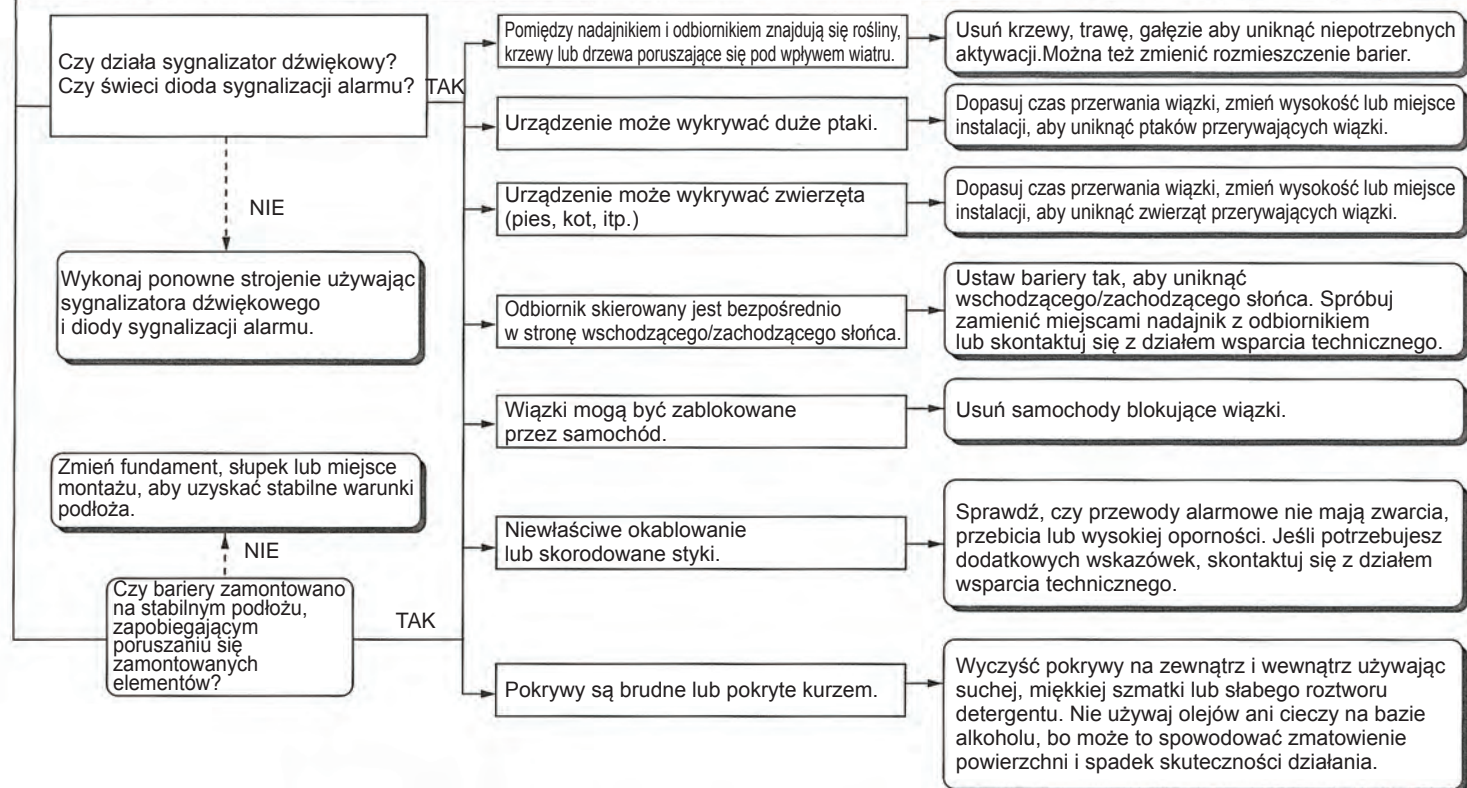 Czy działa sygnalizator dźwiękowy?
Czy świeci dioda sygnalizacji alarmu?
TAK
NIE
Wykonaj ponowne strojenie używając
sygnalizatora dźwiękowego
i diody sygnalizacji alarmu.
Zmień fundament, słupek lub miejsce
montażu, aby uzyskać stabilne warunki
podłoża.
NIE
Czy bariery zamontowano
na stabilnym podłożu,
zapobiegającym
poruszaniu się
zamontowanych
elementów?
TAK
Pomiędzy nadajnikiem i odbiornikiem znajdują się rośliny,
krzewy lub drzewa poruszające się pod wpływem wiatru.
Usuń krzewy, trawę, gałęzie aby uniknąć niepotrzebnych
aktywacji.Można też zmienić rozmieszczenie barier.
Urządzenie może wykrywać duże ptaki.
Dopasuj czas przerwania wiązki, zmień wysokość lub miejsce
instalacji, aby uniknąć ptaków przerywających wiązki.
Urządzenie może wykrywać zwierzęta
(pies, kot, itp.)
Dopasuj czas przerwania wiązki, zmień wysokość lub miejsce
instalacji, aby uniknąć zwierząt przerywających wiązki.
Odbiornik skierowany jest bezpośrednio
w stronę wschodzącego/zachodzącego słońca.
Ustaw bariery tak, aby uniknąć
wschodzącego/zachodzącego słońca. Spróbuj
zamienić miejscami nadajnik z odbiornikiem
lub skontaktuj się z działem wsparcia technicznego.
Wiązki mogą być zablokowane
przez samochód.
Usuń samochody blokujące wiązki.
Niewłaściwe okablowanie
lub skorodowane styki.
Sprawdź, czy przewody alarmowe nie mają zwarcia,
przebicia lub wysokiej oporności. Jeśli potrzebujesz
dodatkowych wskazówek, skontaktuj się z działem
wsparcia technicznego.
Pokrywy są brudne lub pokryte kurzem.
Wyczyść pokrywy na zewnątrz i wewnątrz używając
suchej, miękkiej szmatki lub słabego roztworu
detergentu. Nie używaj olejów ani cieczy na bazie
alkoholu, bo może to spowodować zmatowienie
powierzchni i spadek skuteczności działania.